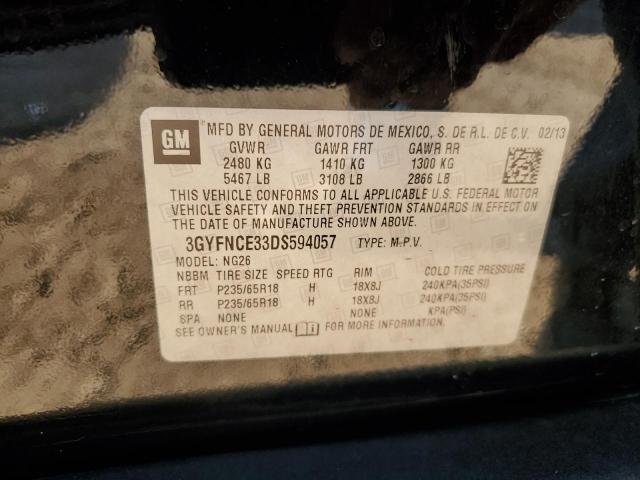 GM
MFD BY GENERAL MOTORS DE MEXICO, S. DE R.L. DE C.V. 02/13
GVWR GAWR FRT GAWR RR
2480 KG 1410 KG 1300 KG
5467 LB 3108 LB 2866 LB
THIS VEHICLE CONFORMS TO ALL APPLICABLE U.S. FEDERAL MOTOR
VEHICLE SAFETY AND THEFT PREVENTION STANDARDS IN EFFECT
ON THE DATE OF MANUFACTURE SHOWN ABOVE.
3GYFNCE33DS594057 TYPE: M.P.V.
MODEL: NG26
NBBM TIRE SIZE SPEED RTG RIM COLD TIRE PRESSURE
FRT P235/65R18 H 18X8J 240KPA(35PSI)
RR P235/65R18 H 18X8J 240KPA(35PSI)
SPA NONE NONE KPA(PSI)
SEE OWNER'S MANUAL FOR MORE INFORMATION.